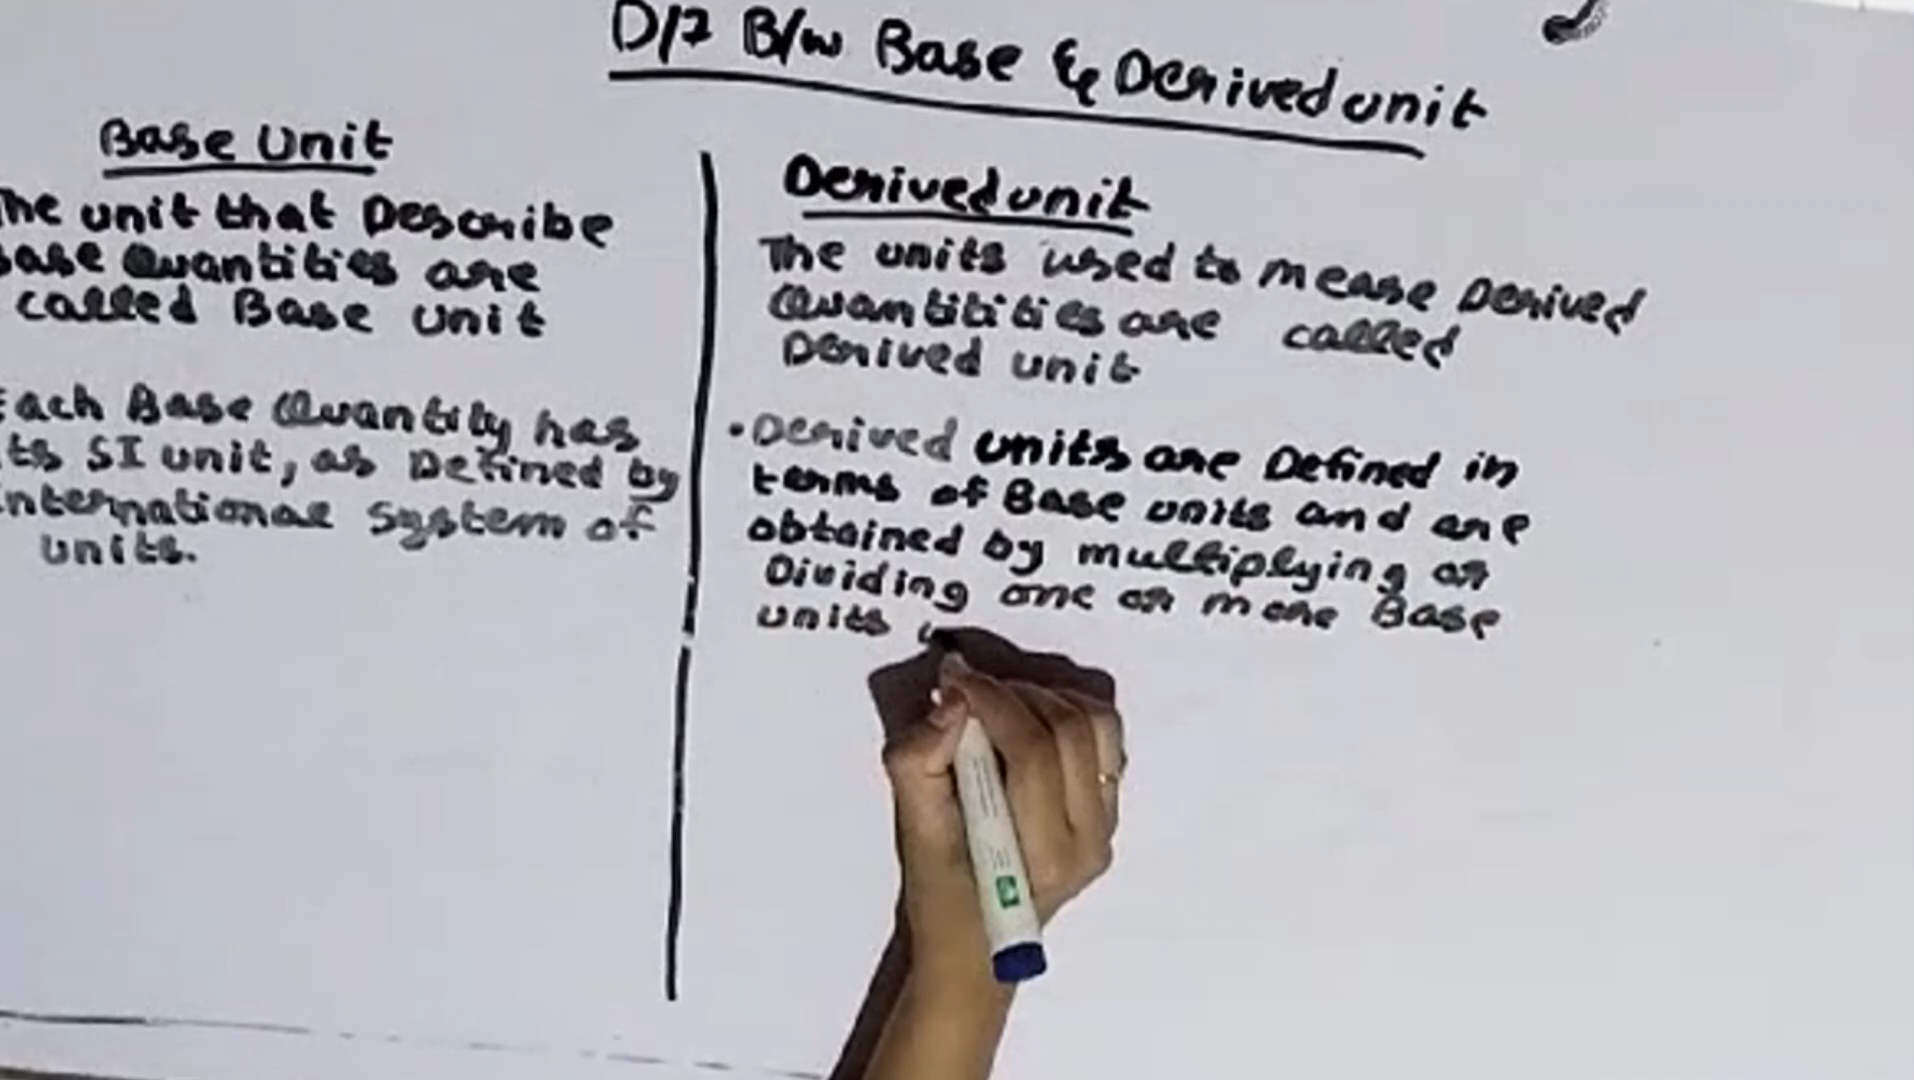 D/7 B/w Base & Derived unit
Base Unit
The unit that Describe
Base Quantities are
called Base unit
Each Base Quantity has
its SI unit, as Defined by
International System of
units.
Derived unit
The units used to mease Derived
Quantitities are called
Derived unit
•Derived units are Defined in
terms of Base units and are
obtained by multiplying or
Dividing one or more Base
units